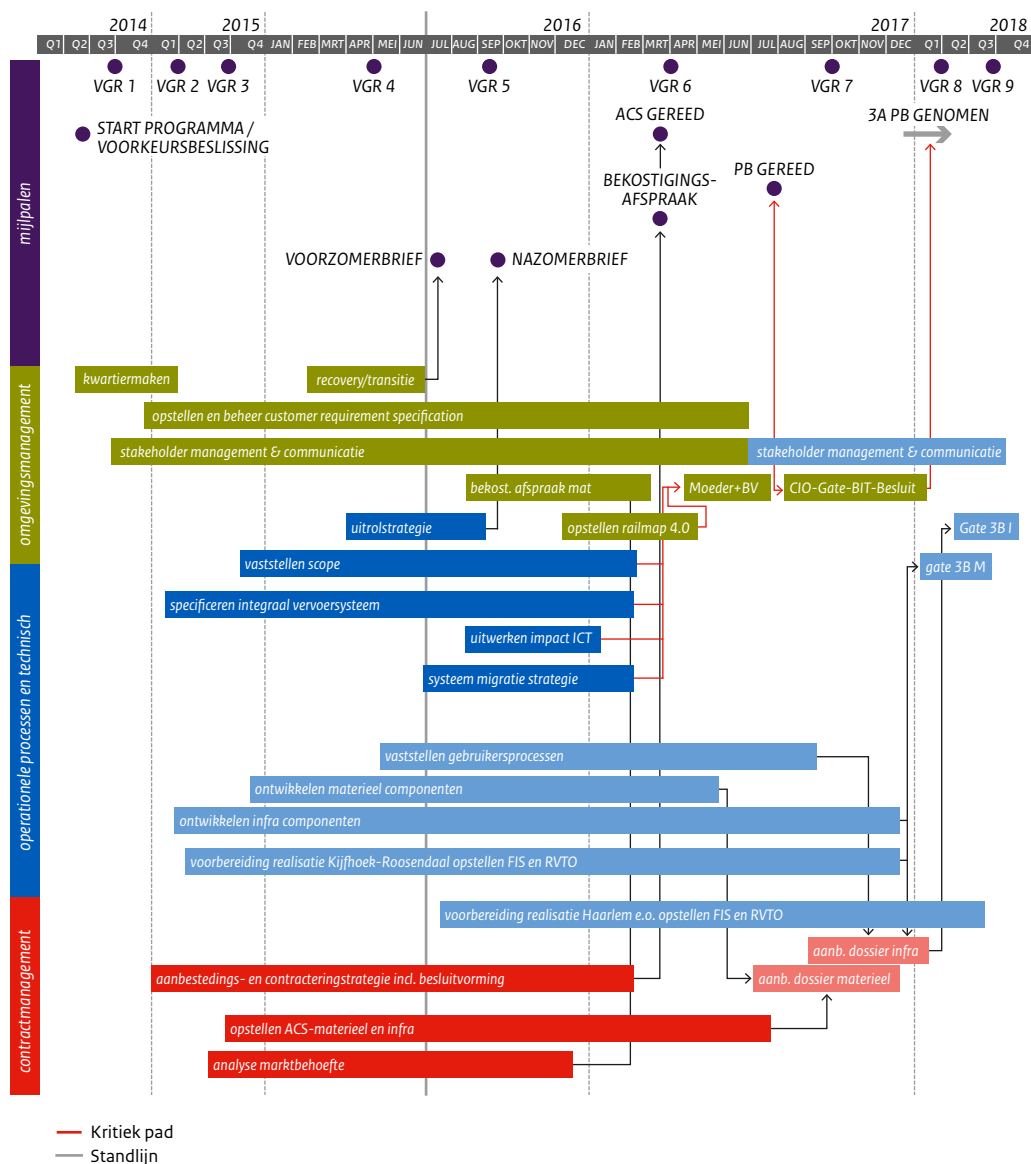 2014 2015 2016 2017 2018
Q1 Q2 Q3 Q4 Q1 Q2 Q3 Q4 JAN FEB MRT APR MEI JUN JUL AUG SEP OKT NOV DEC JAN FEB MRT APR MEI JUN JUL AUG SEP OKT NOV DEC Q1 Q2 Q3 Q4
VGR 1 VGR 2 VGR 3 VGR 4 VGR 5 VGR 6 VGR 7 VGR 8 VGR 9
mijlpalen
START PROGRAMMA /
VOORKEURSBESLISSING
ACS GEREED
3A PB GENOMEN
BEKOSTIGINGS-
AFSPRAAK
PB GEREED
VOORZOMERBRIEF
NAZOMERBRIEF
omgevingsmanagement
kwartiermaken
recovery/transitie
opstellen en beheer customer requirement specification
stakeholder management & communicatie
stakeholder management & communicatie
bekost. afspraak mat
Moeder+BV
CIO-Gate-BIT-Besluit
uitrolstrategie
opstellen railmap 4.0
Gate 3B I
operationele processen en technisch
vaststellen scope
gate 3B M
specificeren integraal vervoersysteem
uitwerken impact ICT
systeem migratie strategie
vaststellen gebruikersprocessen
ontwikkelen materieel componenten
ontwikkelen infra componenten
voorbereiding realisatie Kijfhoek-Roosendaal opstellen FIS en RVTO
contractmanagement
voorbereiding realisatie Haarlem e.o. opstellen FIS en RVTO
aanb. dossier infra
aanbestedings- en contracteringstrategie incl. besluitvorming
aanb. dossier materieel
opstellen ACS-materieel en infra
analyse marktbehoefte
Kritiek pad
Standlijn